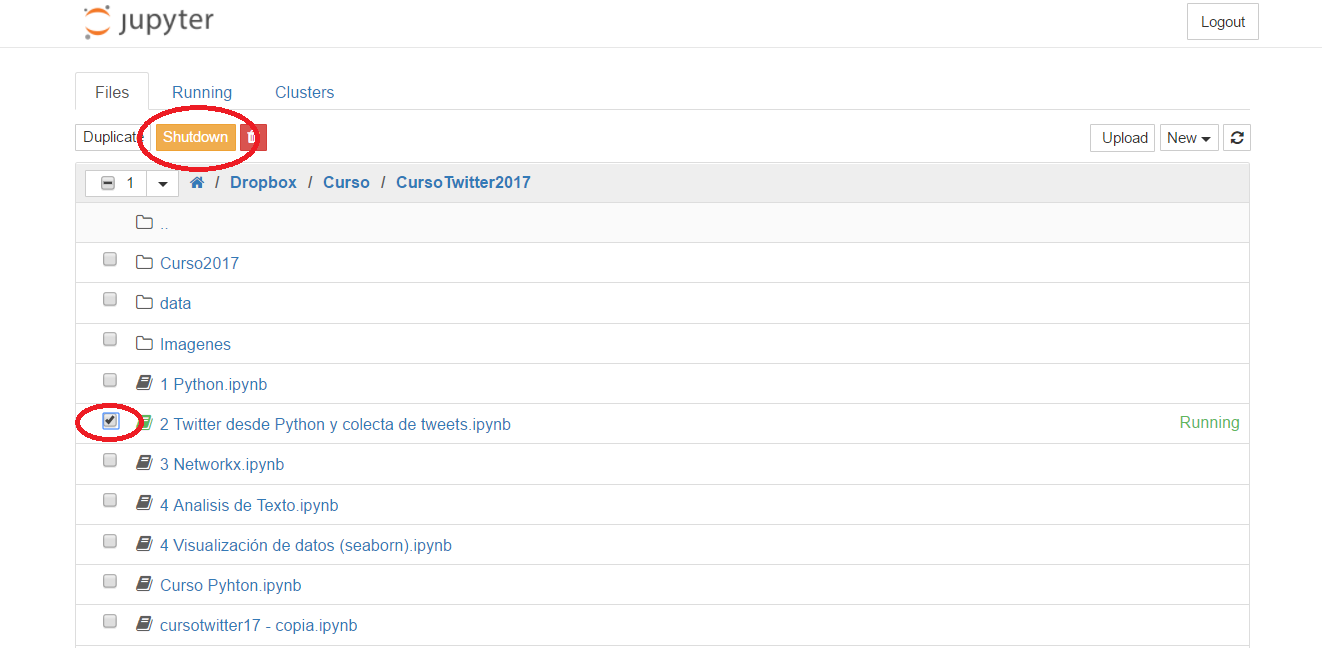 jupyter
Logout
Files Running Clusters
Duplicate Shutdown Upload New
1 / Dropbox / Curso / CursoTwitter2017
..
Curso2017
data
Imagenes
1 Python.ipynb
2 Twitter desde Python y colecta de tweets.ipynb Running
3 Networkx.ipynb
4 Analisis de Texto.ipynb
4 Visualización de datos (seaborn).ipynb
Curso Pyhton.ipynb
cursotwitter17 - copia.ipynb